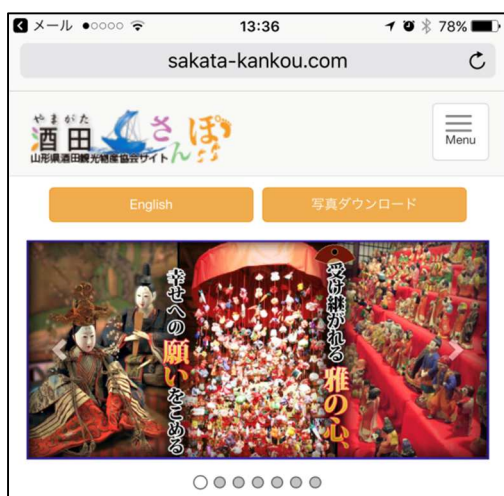 メール 13:36 78%
sakata-kankou.com
やまがた
酒田さんぽ
山形県酒田観光物産協会サイト
Menu
English 写真ダウンロード
幸せへの願いをこめる
受け継がれる雅の心